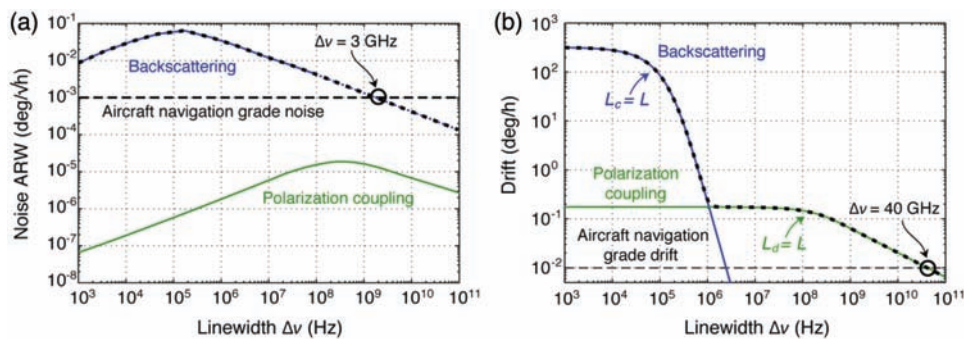 (a)
Noise ARW (deg/√h)
10⁻¹
10⁻²
10⁻³
10⁻⁴
10⁻⁵
10⁻⁶
10⁻⁷
10⁻⁸
Δν = 3 GHz
Backscattering
Aircraft navigation grade noise
Polarization coupling
10³ 10⁴ 10⁵ 10⁶ 10⁷ 10⁸ 10⁹ 10¹⁰ 10¹¹
Linewidth Δν (Hz)
(b)
Drift (deg/h)
10³
10²
10¹
10⁰
10⁻¹
10⁻²
Backscattering
L_c = L
Polarization
coupling
Δν = 40 GHz
Aircraft navigation
grade drift
L_d = L
10³ 10⁴ 10⁵ 10⁶ 10⁷ 10⁸ 10⁹ 10¹⁰ 10¹¹
Linewidth Δν (Hz)